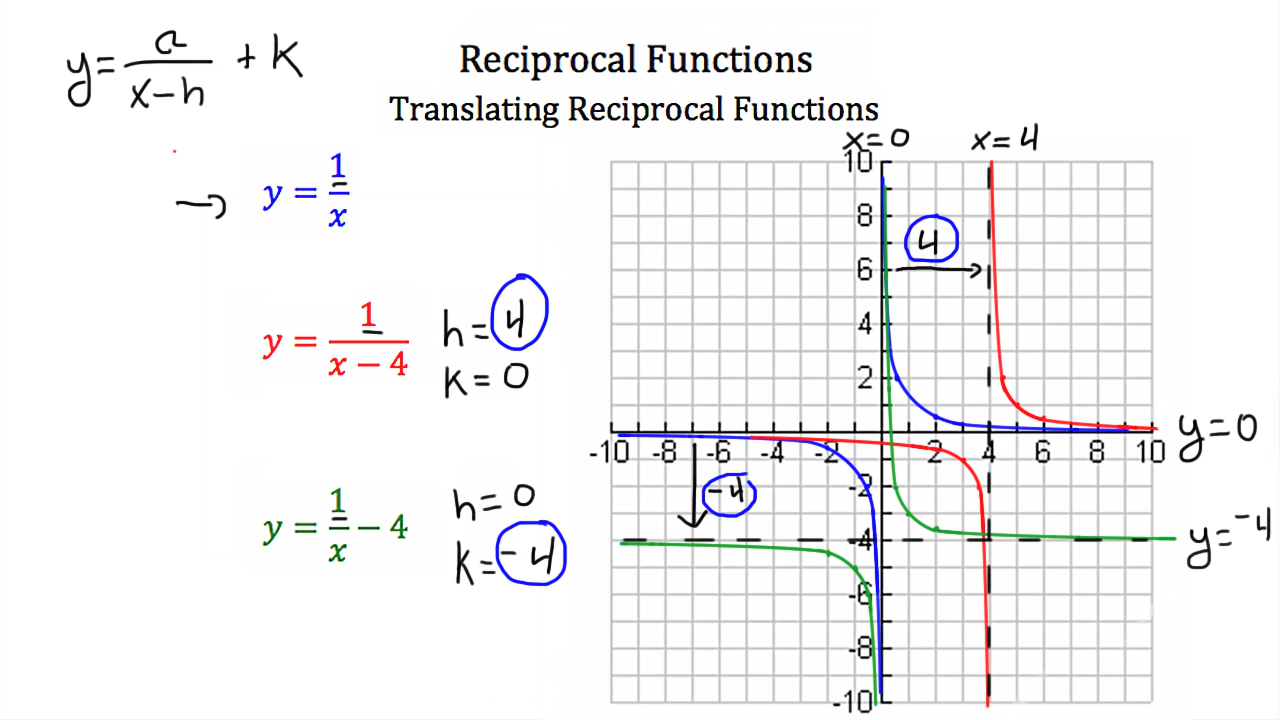 y = a/(x-h) + k
Reciprocal Functions
Translating Reciprocal Functions
→ y = 1/x
y = 1/(x − 4)
h = 4
k = 0
y = 1/x − 4
h = 0
k = -4
x = 0
x = 4
10
8
6
4
2
-2
-4
-6
-8
-10
-10 -8 -6 -4 -2 2 4 6 8 10
4
-4
y = 0
y = -4